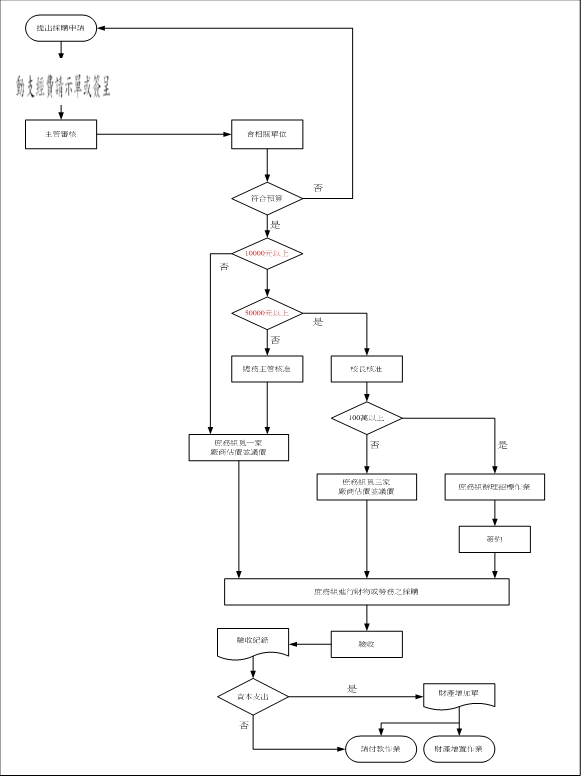 提出採購申請
動支經費請示單或簽呈
主管審核
會相關單位
符合預算
否
是
10000元以上
否
50000元以上
是
否
總務主管核准
校長核准
100萬以上
否
是
庶務組覓一家
廠商估價並議價
庶務組覓三家
廠商估價並議價
庶務組辦理招標作業
簽約
庶務組進行財物或勞務之採購
驗收紀錄
驗收
資本支出
是
財產增加單
否
請付款作業
財產增置作業